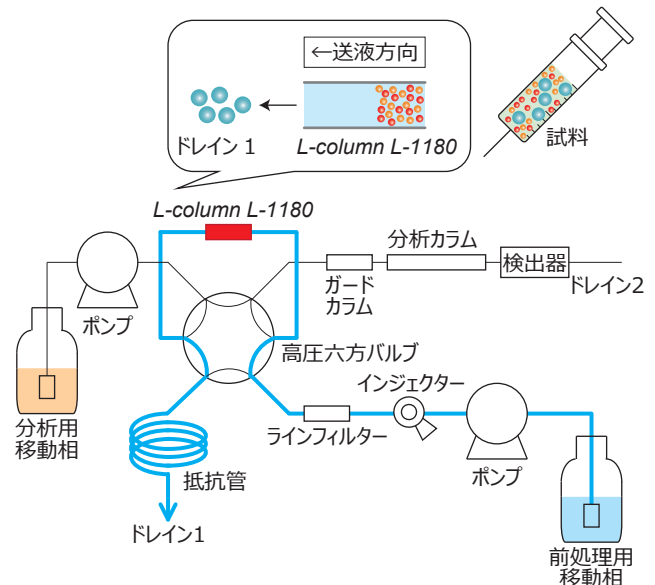 ←送液方向
ドレイン 1
L-column L-1180
試料
L-column L-1180
分析カラム
検出器
ガード
カラム
ドレイン2
ポンプ
高圧六方バルブ
インジェクター
分析用
移動相
ラインフィルター
ポンプ
抵抗管
ドレイン1
前処理用
移動相